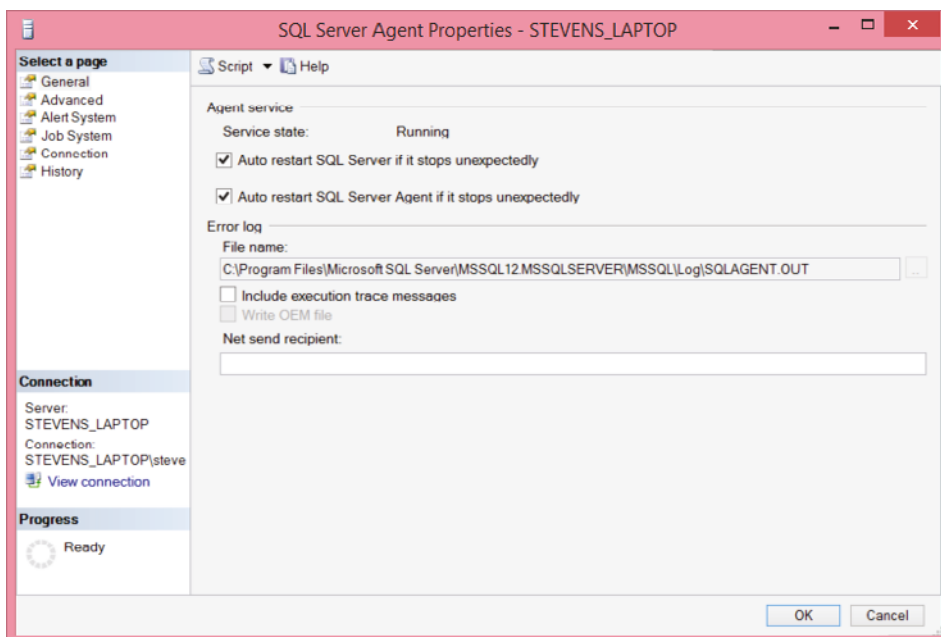 SQL Server Agent Properties - STEVENS_LAPTOP
Select a page
General
Advanced
Alert System
Job System
Connection
History
Script
Help
Agent service
Service state: Running
Auto restart SQL Server if it stops unexpectedly
Auto restart SQL Server Agent if it stops unexpectedly
Error log
File name:
C:\Program Files\Microsoft SQL Server\MSSQL12.MSSQLSERVER\MSSQL\Log\SQLAGENT.OUT
...
Include execution trace messages
Write OEM file
Net send recipient:
Connection
Server:
STEVENS_LAPTOP
Connection:
STEVENS_LAPTOP\steve
View connection
Progress
Ready
OK
Cancel